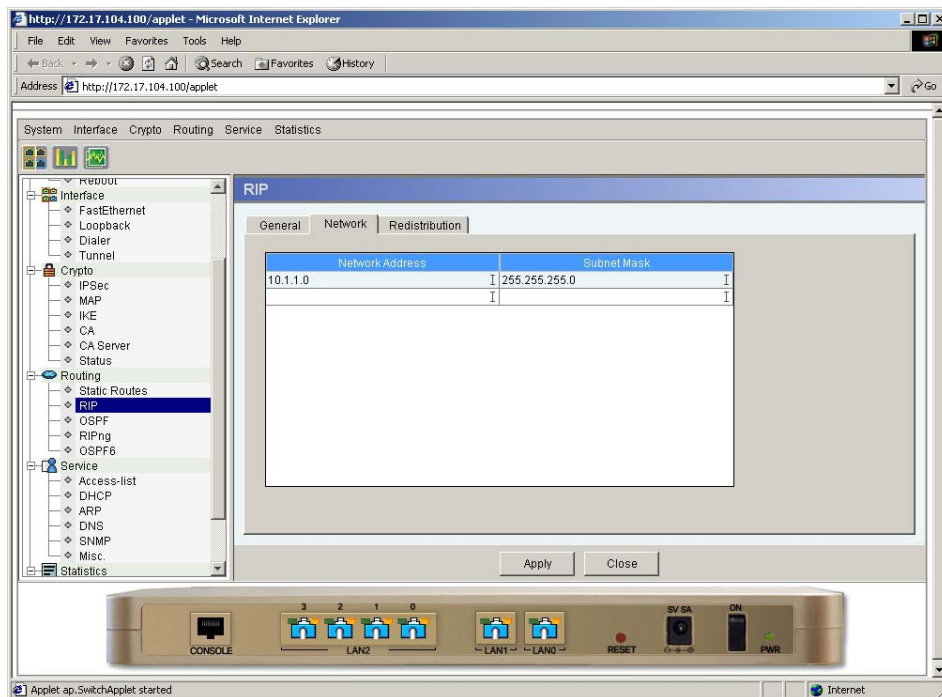 http://172.17.104.100/applet - Microsoft Internet Explorer
File Edit View Favorites Tools Help
Back Search Favorites History
Address http://172.17.104.100/applet Go
System Interface Crypto Routing Service Statistics
Reboot
Interface
FastEthernet
Loopback
Dialer
Tunnel
Crypto
IPSec
MAP
IKE
CA
CA Server
Status
Routing
Static Routes
RIP
OSPF
RIPng
OSPF6
Service
Access-list
DHCP
ARP
DNS
SNMP
Misc.
Statistics
RIP
General Network Redistribution
Network Address Subnet Mask
10.1.1.0 255.255.255.0
Apply Close
3 2 1 0 5V 5A ON
CONSOLE LAN2 LAN1 LAN0 RESET PWR
Applet ap.SwitchApplet started Internet